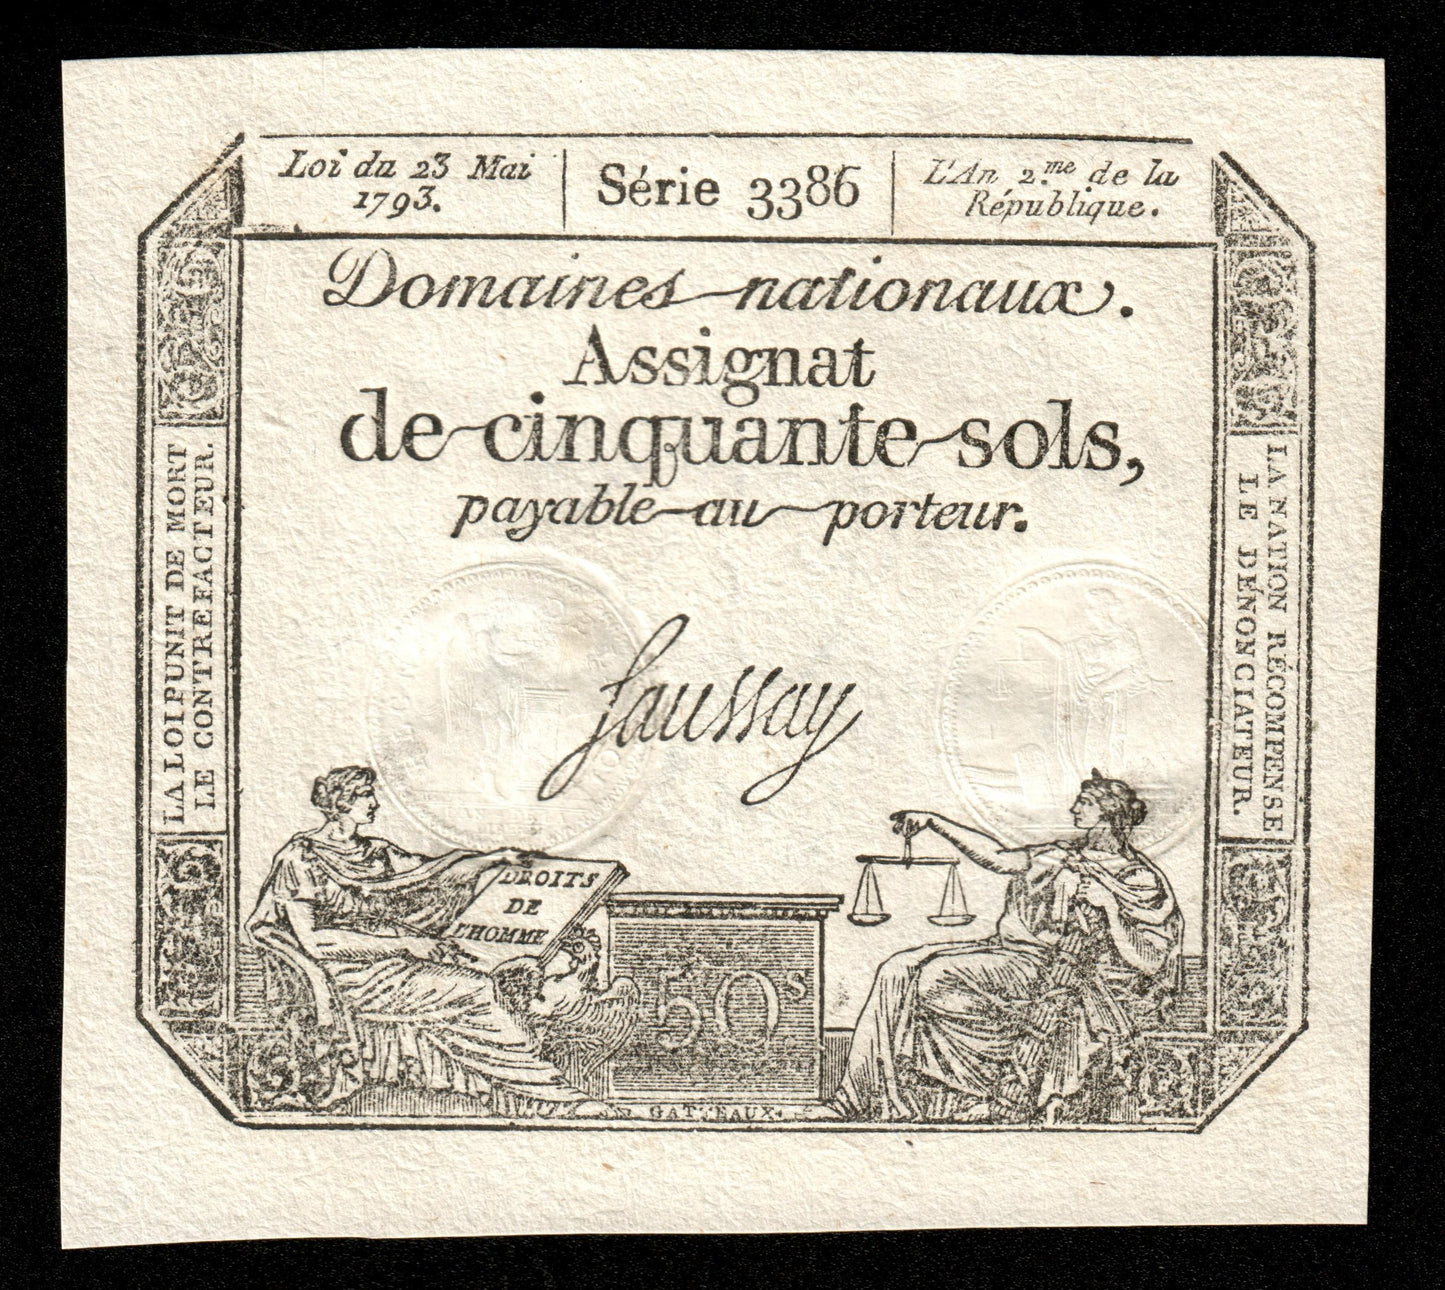 Loi du 23 Mai
1793.
Série 3386
L'An 2.me de la
République.
Domaines nationaux.
Assignat
de cinquante sols,
payable au porteur.
LA LOI PUNIT DE MORT
LE CONTREFACTEUR.
LA NATION RÉCOMPENSE
LE DÉNONCIATEUR.
Saussay
DROITS
DE
L'HOMME
50s
GATTEAUX.